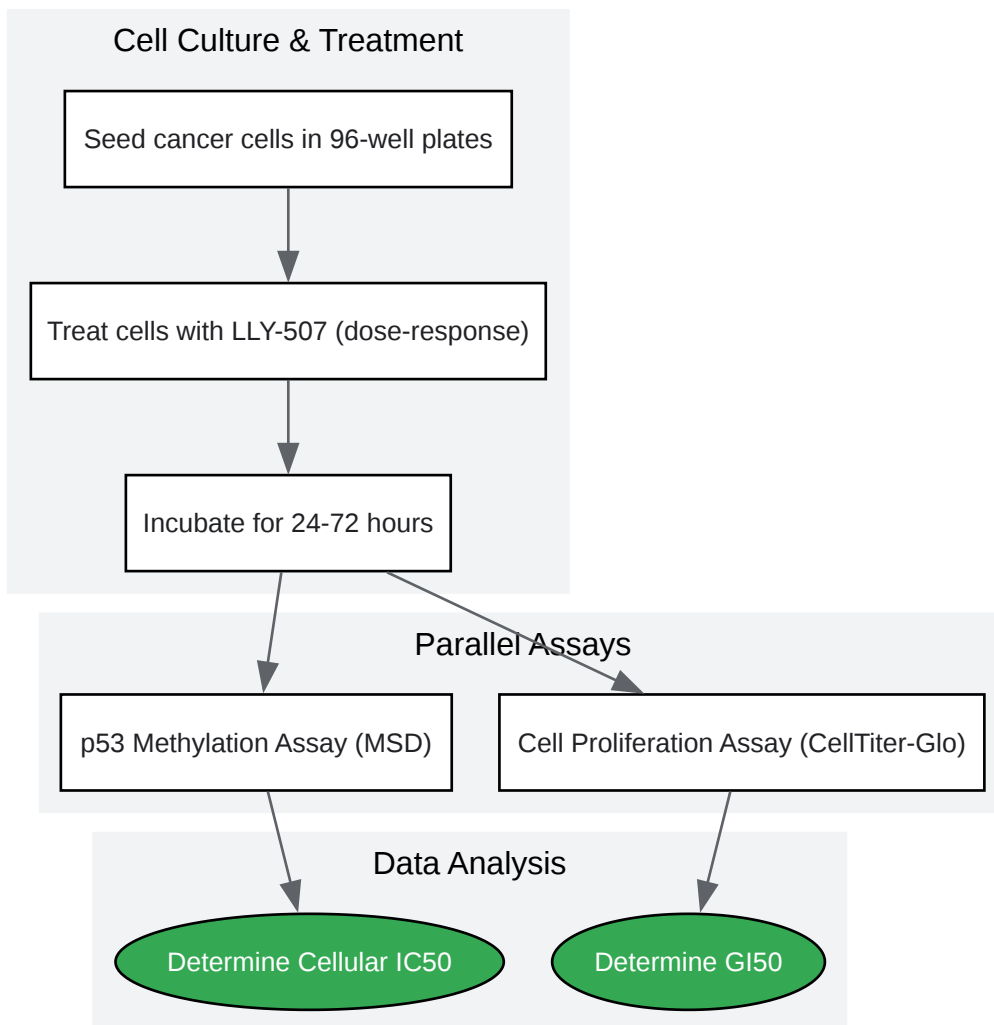 Cell Culture & Treatment
Seed cancer cells in 96-well plates
Treat cells with LLY-507 (dose-response)
Incubate for 24-72 hours
Parallel Assays
p53 Methylation Assay (MSD)
Cell Proliferation Assay (CellTiter-Glo)
Data Analysis
Determine Cellular IC50
Determine GI50